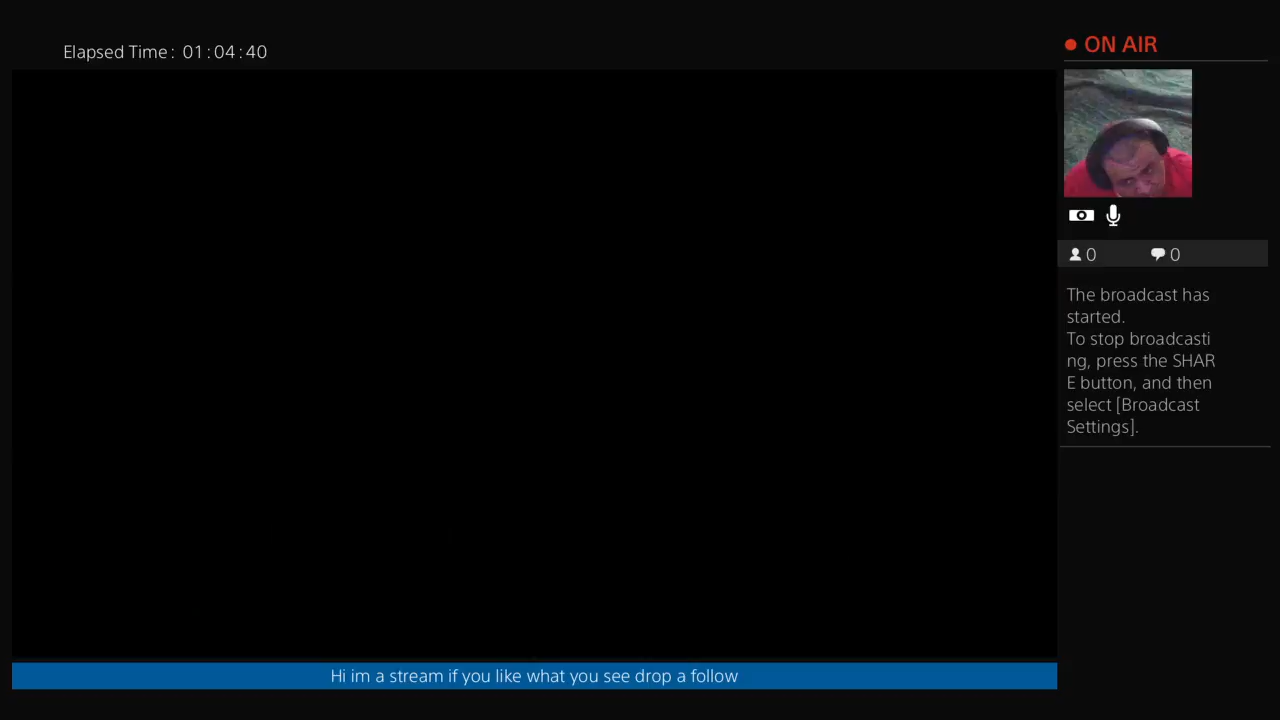 Elapsed Time: 01:04:40
ON AIR
0 0
The broadcast has
started.
To stop broadcasti
ng, press the SHAR
E button, and then
select [Broadcast
Settings].
Hi im a stream if you like what you see drop a follow